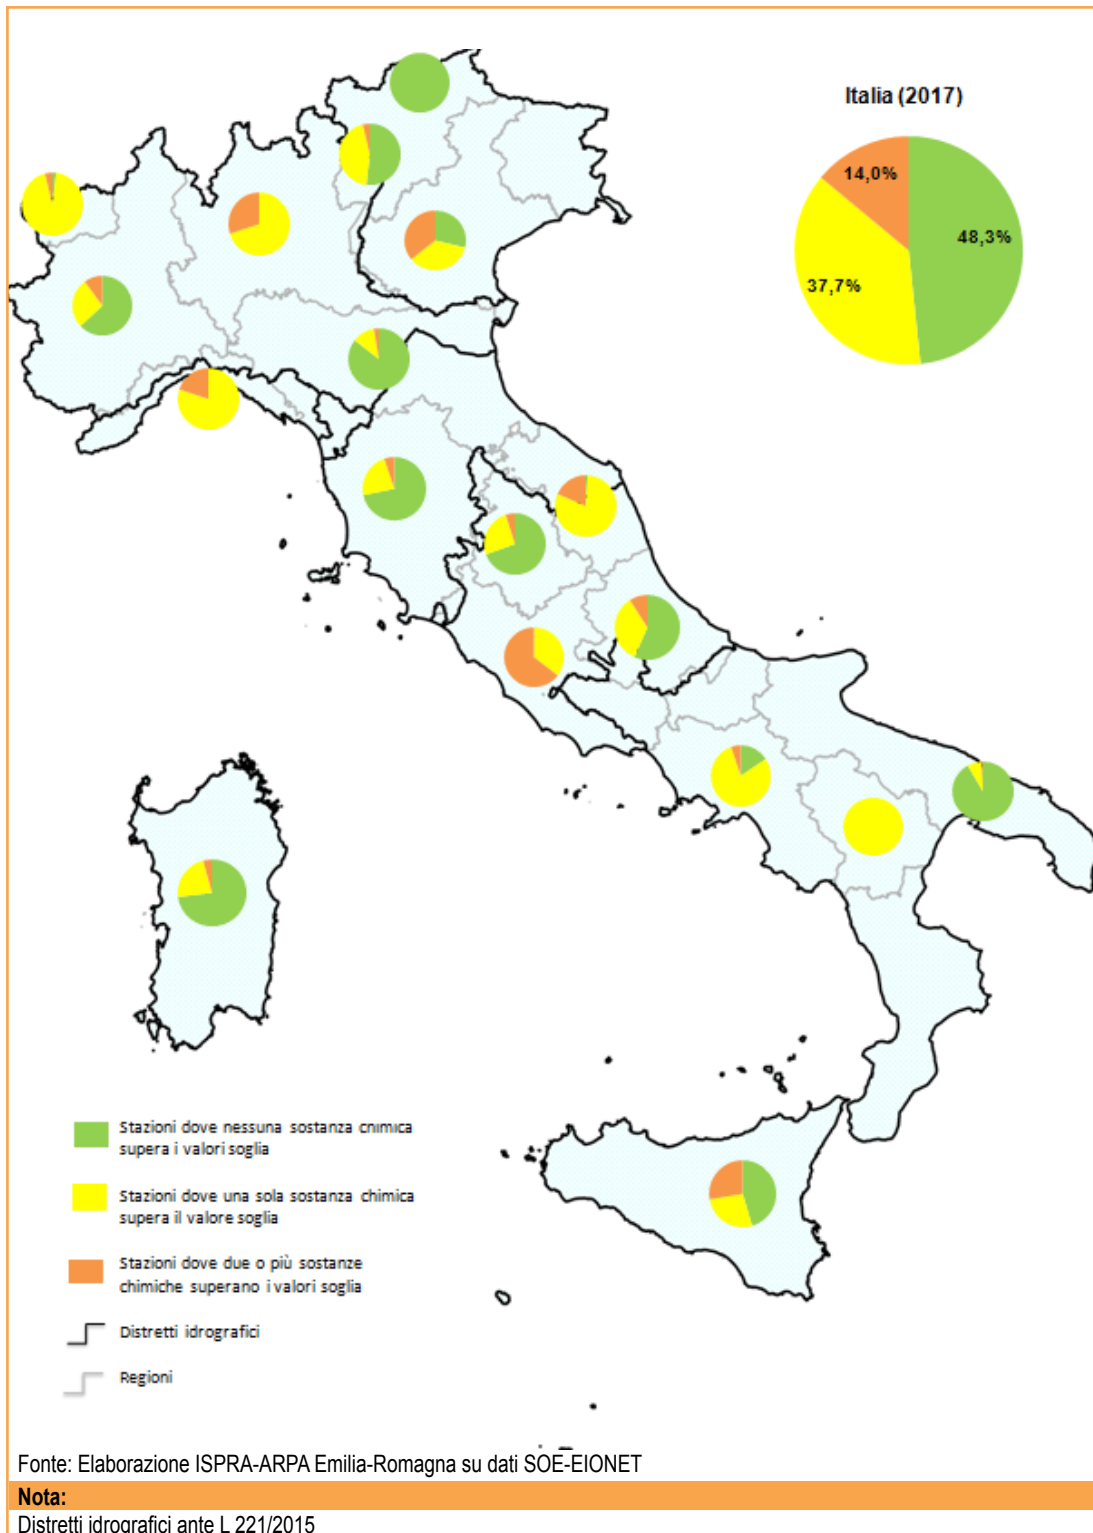 Italia (2017)
14,0%
48,3%
37,7%
Stazioni dove nessuna sostanza chimica
supera i valori soglia
Stazioni dove una sola sostanza chimica
supera il valore soglia
Stazioni dove due o più sostanze
chimiche superano i valori soglia
Distretti idrografici
Regioni
Fonte: Elaborazione ISPRA-ARPA Emilia-Romagna su dati SOE-EIONET
Nota:
Distretti idrografici ante L 221/2015